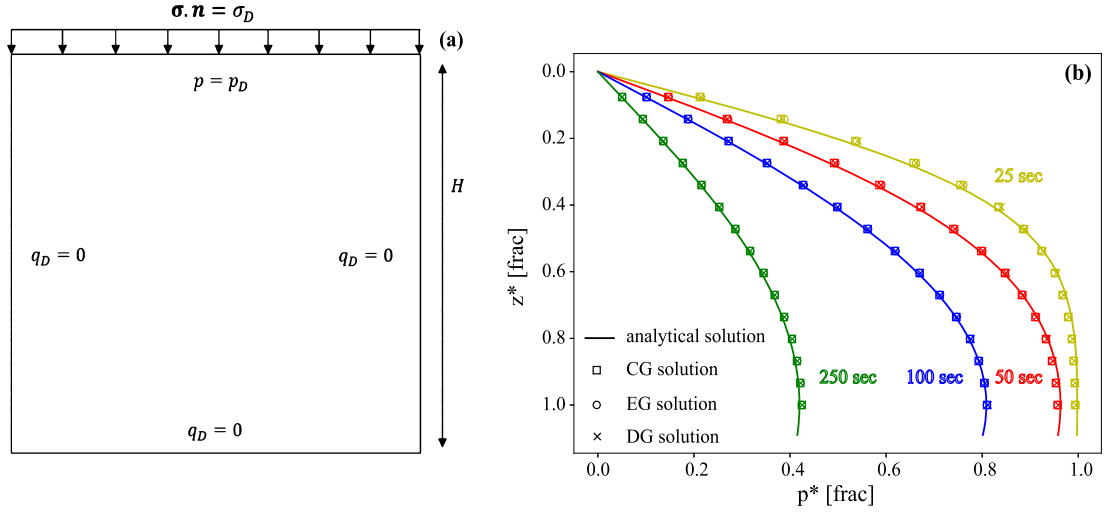 σ.n = σ_D
(a)
p = p_D
H
q_D = 0
q_D = 0
q_D = 0
(b)
0.0
0.2
0.4
0.6
0.8
1.0
z* [frac]
25 sec
analytical solution
CG solution
EG solution
DG solution
250 sec
100 sec
50 sec
0.0
0.2
0.4
0.6
0.8
1.0
p* [frac]